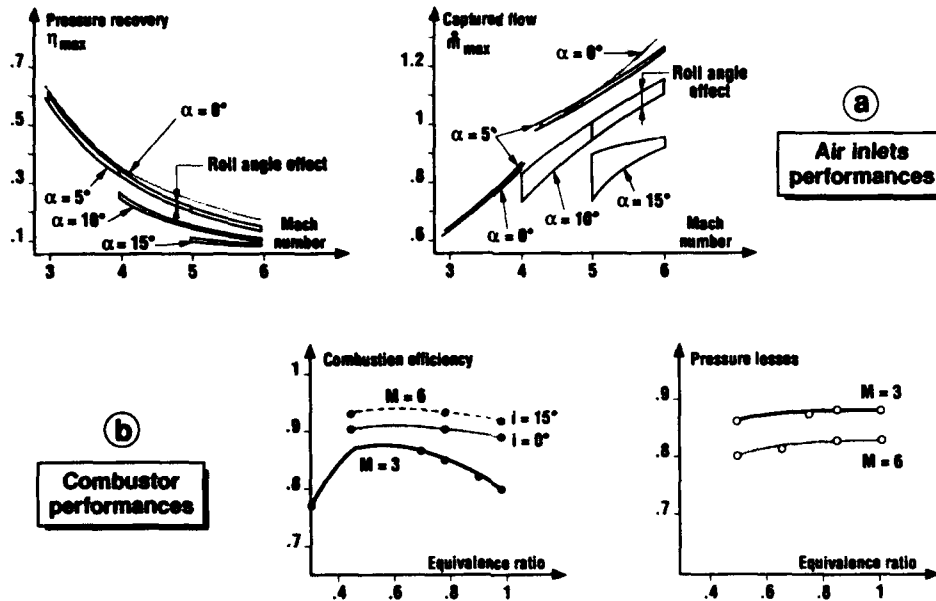 Pressure recovery
η max
.7
.5
.3
.1
3
4
5
6
α = 0°
Roll angle effect
α = 5°
α = 10°
α = 15°
Mach
number
Captured flow
ṁ max
1.2
1
.8
.6
3
4
5
6
α = 0°
Roll angle
effect
α = 5°
α = 0°
α = 10°
α = 15°
Mach
number
a
Air inlets
performances
b
Combustor
performances
Combustion efficiency
1
.9
.8
.7
M = 6
i = 15°
i = 0°
M = 3
Equivalence ratio
.4
.6
.8
1
Pressure losses
.9
.8
.7
M = 3
M = 6
Equivalence ratio
.4
.6
.8
1